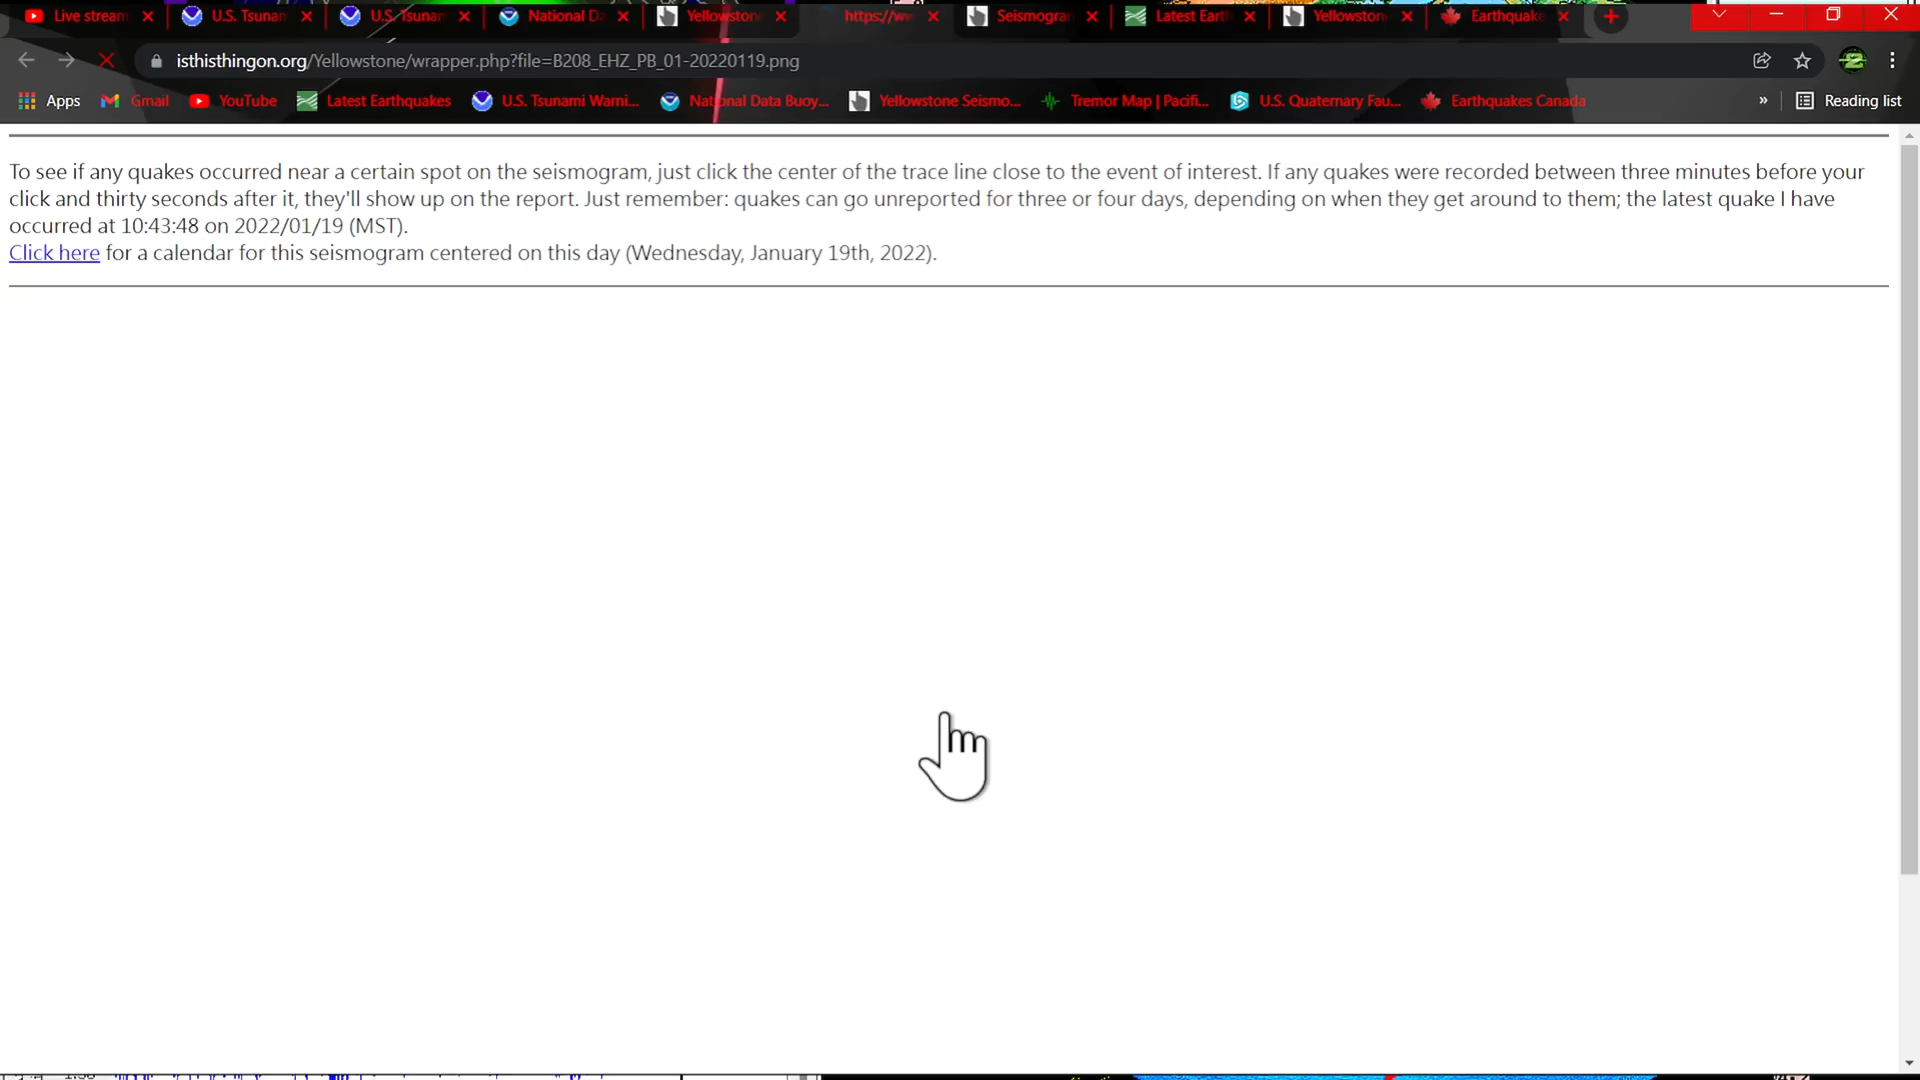 Live stream
U.S. Tsunam
U.S. Tsunar
National Da
Yellowstone
https://ww
Seismogra
Latest Eart
Yellowston
Earthquake
isthisthingon.org/Yellowstone/wrapper.php?file=B208_EHZ_PB_01-20220119.png
Apps
Gmail
YouTube
Latest Earthquakes
U.S. Tsunami Warni...
National Data Buoy...
Yellowstone Seismo...
Tremor Map | Pacifi...
U.S. Quaternary Fau...
Earthquakes Canada
»
Reading list
To see if any quakes occurred near a certain spot on the seismogram, just click the center of the trace line close to the event of interest. If any quakes were recorded between three minutes before your
click and thirty seconds after it, they'll show up on the report. Just remember: quakes can go unreported for three or four days, depending on when they get around to them; the latest quake I have
occurred at 10:43:48 on 2022/01/19 (MST).
Click here for a calendar for this seismogram centered on this day (Wednesday, January 19th, 2022).